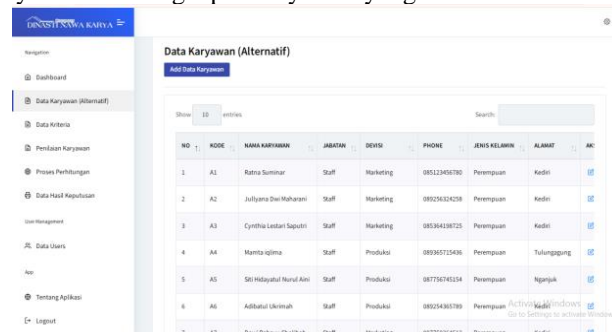 DINASTI NAWA KARYA
Navigation
Dashboard
Data Karyawan (Alternatif)
Data Kriteria
Penilaian Karyawan
Proses Perhitungan
Data Hasil Keputusan
User Management
Data Users
App
Tentang Aplikasi
Logout
Data Karyawan (Alternatif)
Add Data Karyawan
Show 10 entries Search:
NO KODE NAMA KARYAWAN JABATAN DEVISI PHONE JENIS KELAMIN ALAMAT
1 A1 Ratna Suminar Staff Marketing 085123456780 Perempuan Kediri
2 A2 Jullyana Dwi Maharani Staff Marketing 089256324258 Perempuan Kediri
3 A3 Cynthia Lestari Saputri Staff Marketing 085364198725 Perempuan Kediri
4 A4 Mamta iqlima Staff Produksi 089365715436 Perempuan Tulungagung
5 A5 Siti Hidayatul Nurul Aini Staff Produksi 087756745154 Perempuan Nganjuk
6 A6 Adibatul Ukrimah Staff Produksi 089254365789 Perempuan Kediri
Activate Windows
Go to Settings to activate Windows